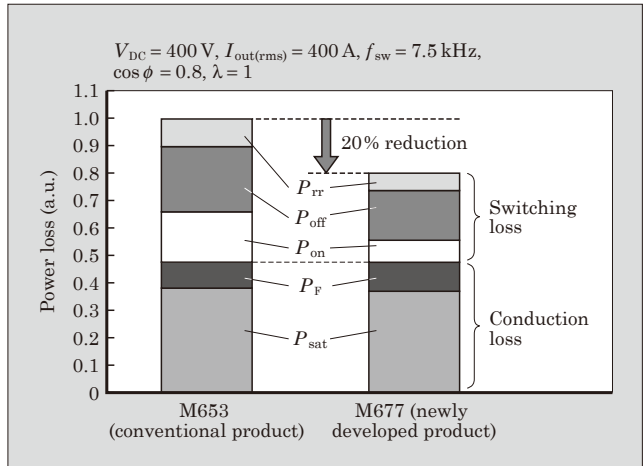 V_DC = 400 V, I_out(rms) = 400 A, f_sw = 7.5 kHz,
cos ϕ = 0.8, λ = 1
Power loss (a.u.)
1.1
1.0
0.9
0.8
0.7
0.6
0.5
0.4
0.3
0.2
0.1
0
20% reduction
P_rr
P_off
P_on
P_F
P_sat
Switching
loss
Conduction
loss
M653
(conventional product)
M677 (newly
developed product)